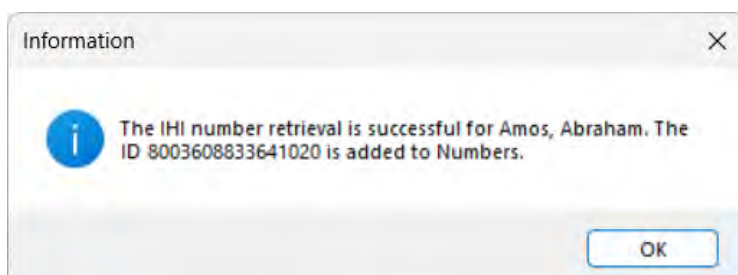 Information
The IHI number retrieval is successful for Amos, Abraham. The
ID 8003608833641020 is added to Numbers.
OK